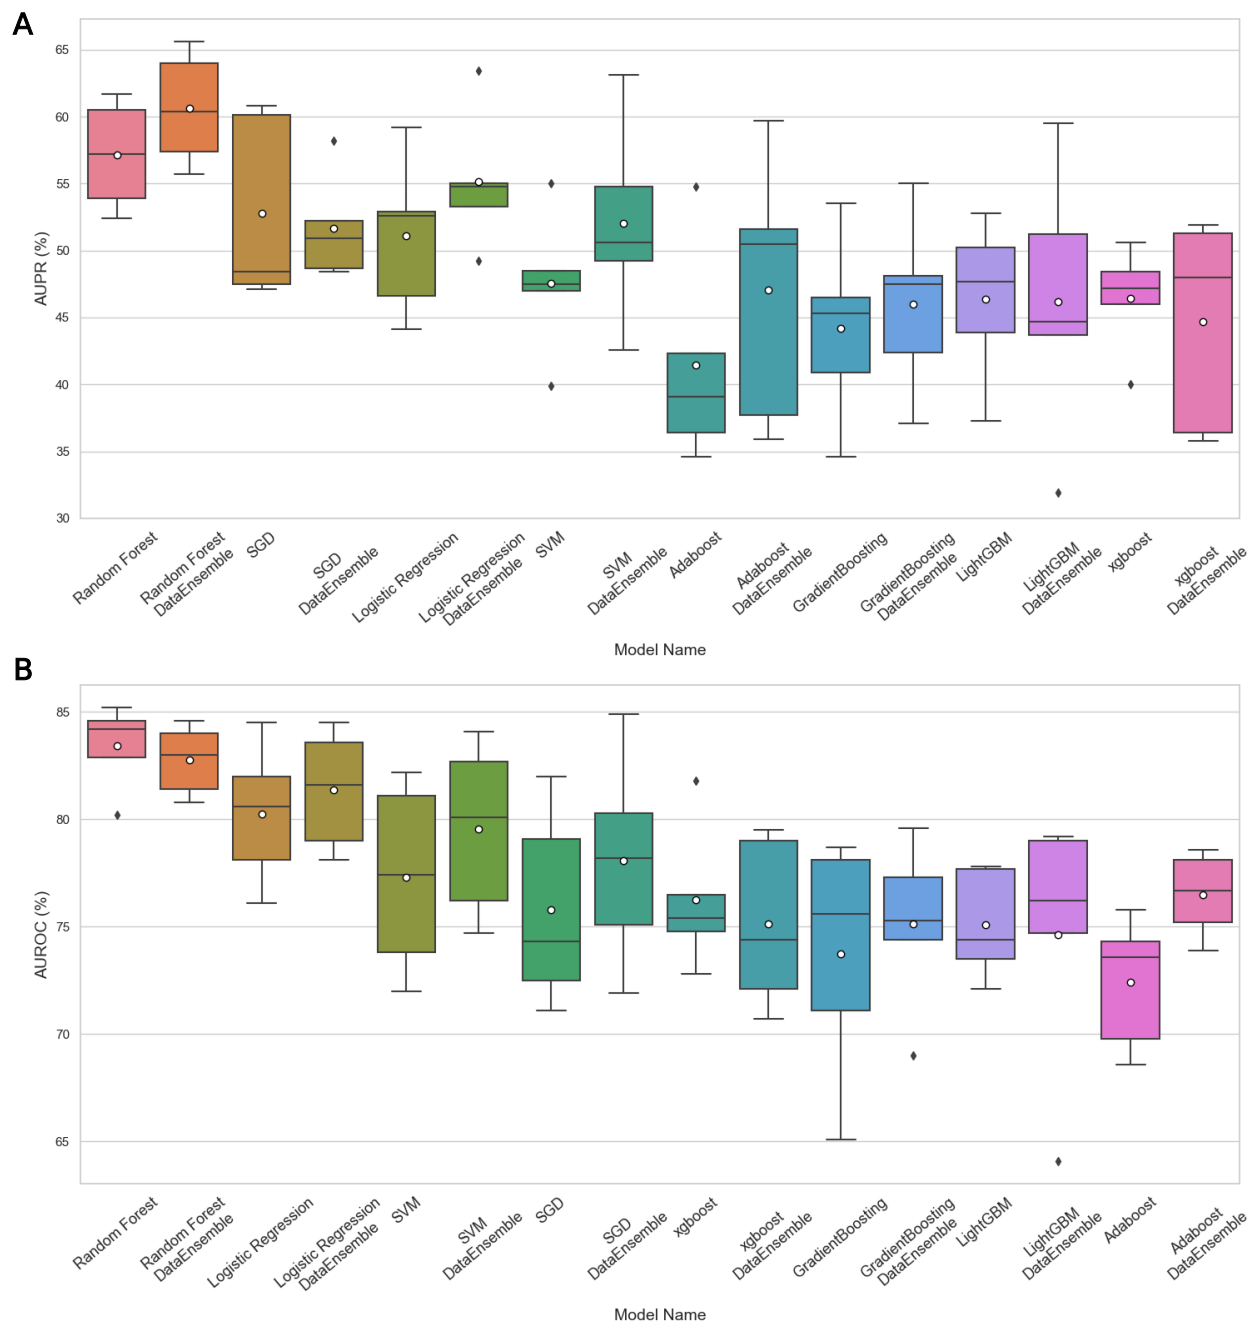 A
65
60
55
50
45
40
35
30
AUPR (%)
Random Forest
Random Forest
DataEnsemble
SGD
SGD
DataEnsemble
Logistic Regression
Logistic Regression
DataEnsemble
SVM
SVM
DataEnsemble
Adaboost
Adaboost
DataEnsemble
GradientBoosting
GradientBoosting
DataEnsemble
LightGBM
LightGBM
DataEnsemble
xgboost
xgboost
DataEnsemble
Model Name
B
85
80
75
70
65
AUROC (%)
Random Forest
Random Forest
DataEnsemble
Logistic Regression
Logistic Regression
DataEnsemble
SVM
SVM
DataEnsemble
SGD
SGD
DataEnsemble
xgboost
xgboost
DataEnsemble
GradientBoosting
GradientBoosting
DataEnsemble
LightGBM
LightGBM
DataEnsemble
Adaboost
Adaboost
DataEnsemble
Model Name